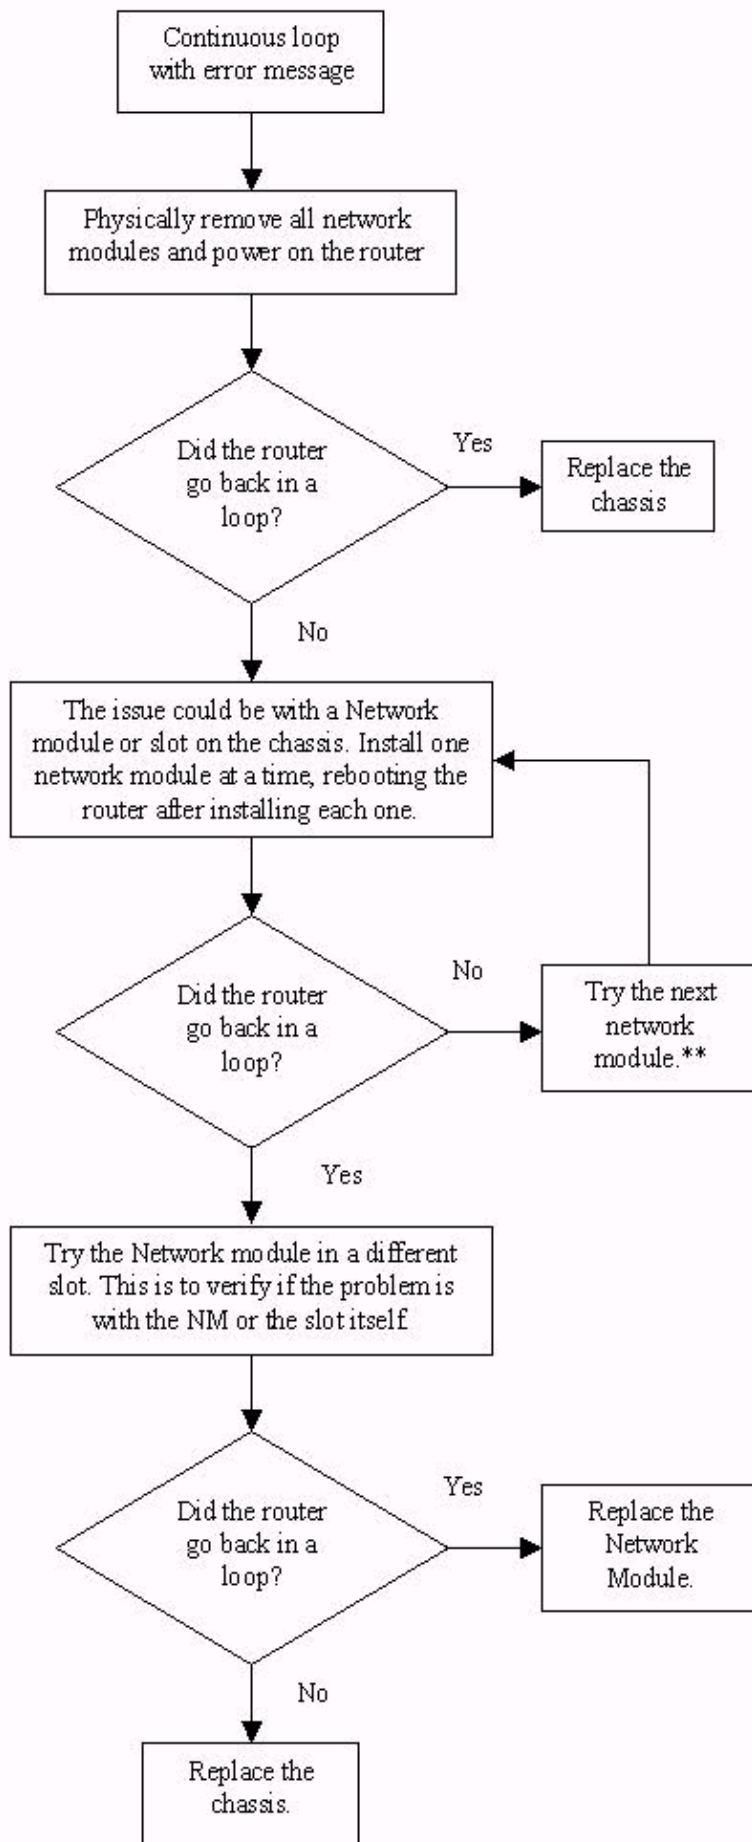 Continuous loop
with error message
Physically remove all network
modules and power on the router
Did the router
go back in a
loop?
Yes
Replace the
chassis
No
The issue could be with a Network
module or slot on the chassis. Install one
network module at a time, rebooting the
router after installing each one.
Did the router
go back in a
loop?
No
Try the next
network
module.**
Yes
Try the Network module in a different
slot. This is to verify if the problem is
with the NM or the slot itself.
Did the router
go back in a
loop?
Yes
Replace the
Network
Module.
No
Replace the
chassis.